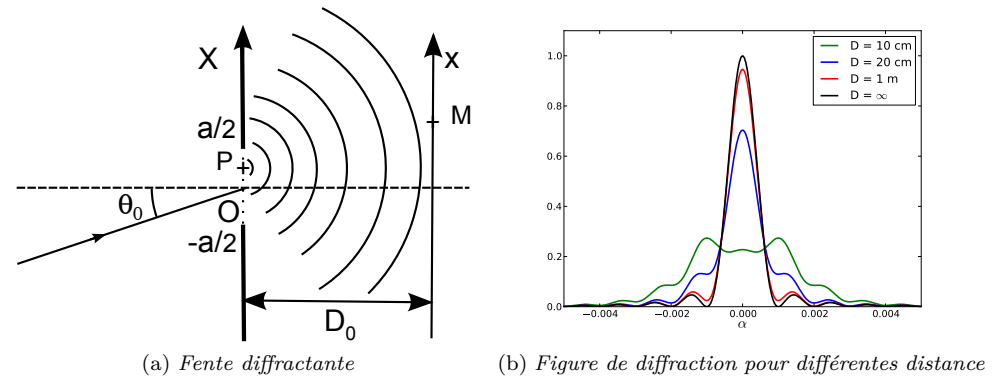 X
x
a/2
M
P
θ₀
O
-a/2
D₀
(a) Fente diffractante
D = 10 cm
D = 20 cm
D = 1 m
D = ∞
1.0
0.8
0.6
0.4
0.2
0.0
−0.004 −0.002 0.000 0.002 0.004
α
(b) Figure de diffraction pour différentes distance